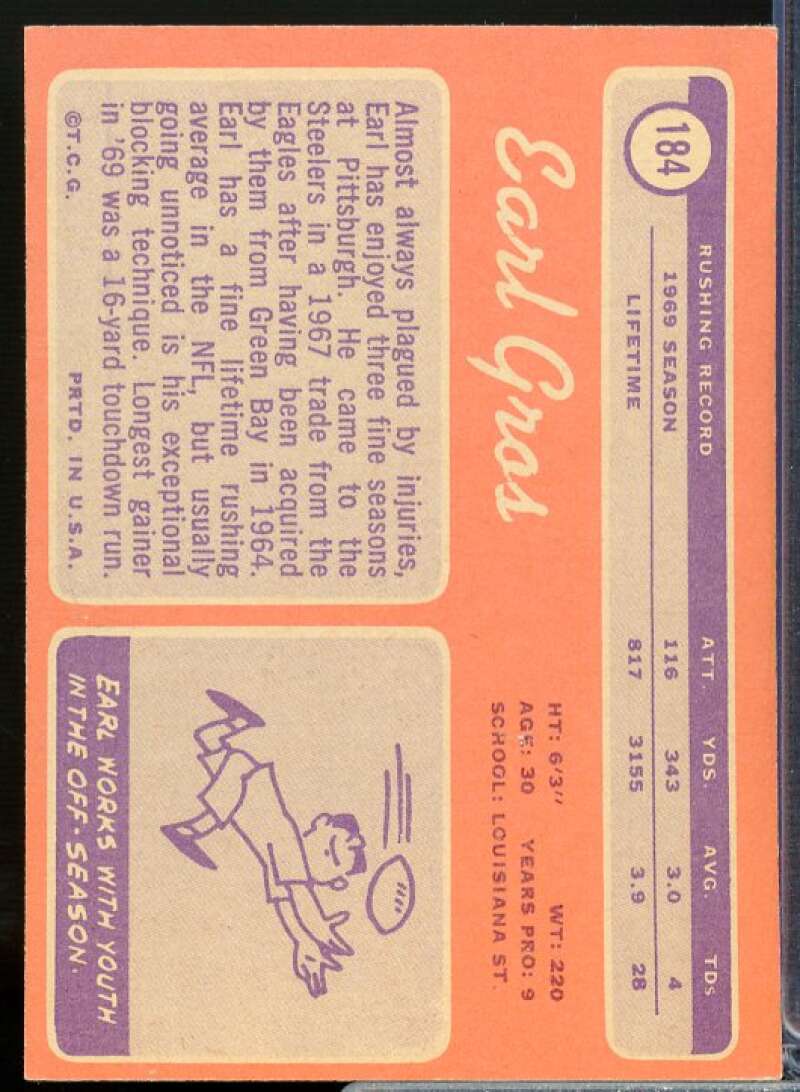 184
RUSHING RECORD ATT. YDS. AVG. TDs
1969 SEASON 116 343 3.0 4
LIFETIME 817 3155 3.9 28
Earl Gros
HT: 6'3" WT: 220
AGE: 30 YEARS PRO: 9
SCHOOL: LOUISIANA ST.
Almost always plagued by injuries,
Earl has enjoyed three fine seasons
at Pittsburgh. He came to the
Steelers in a 1967 trade from the
Eagles after having been acquired
by them from Green Bay in 1964.
Earl has a fine lifetime rushing
average in the NFL, but usually
going unnoticed is his exceptional
blocking technique. Longest gainer
in '69 was a 16-yard touchdown run.
©T.C.G. PRTD. IN U.S.A.
EARL WORKS WITH YOUTH
IN THE OFF-SEASON.